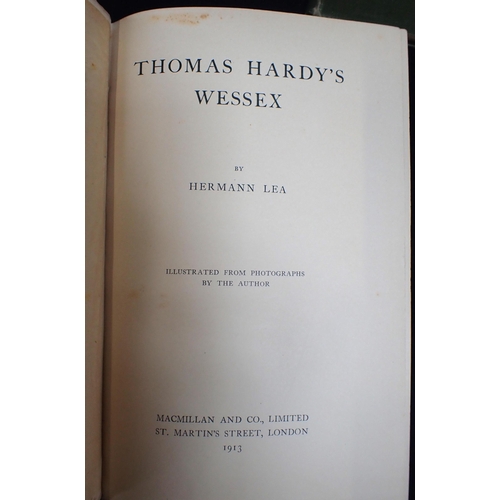 THOMAS HARDY'S
WESSEX
BY
HERMANN LEA
ILLUSTRATED FROM PHOTOGRAPHS
BY THE AUTHOR
MACMILLAN AND CO., LIMITED
ST. MARTIN'S STREET, LONDON
1913